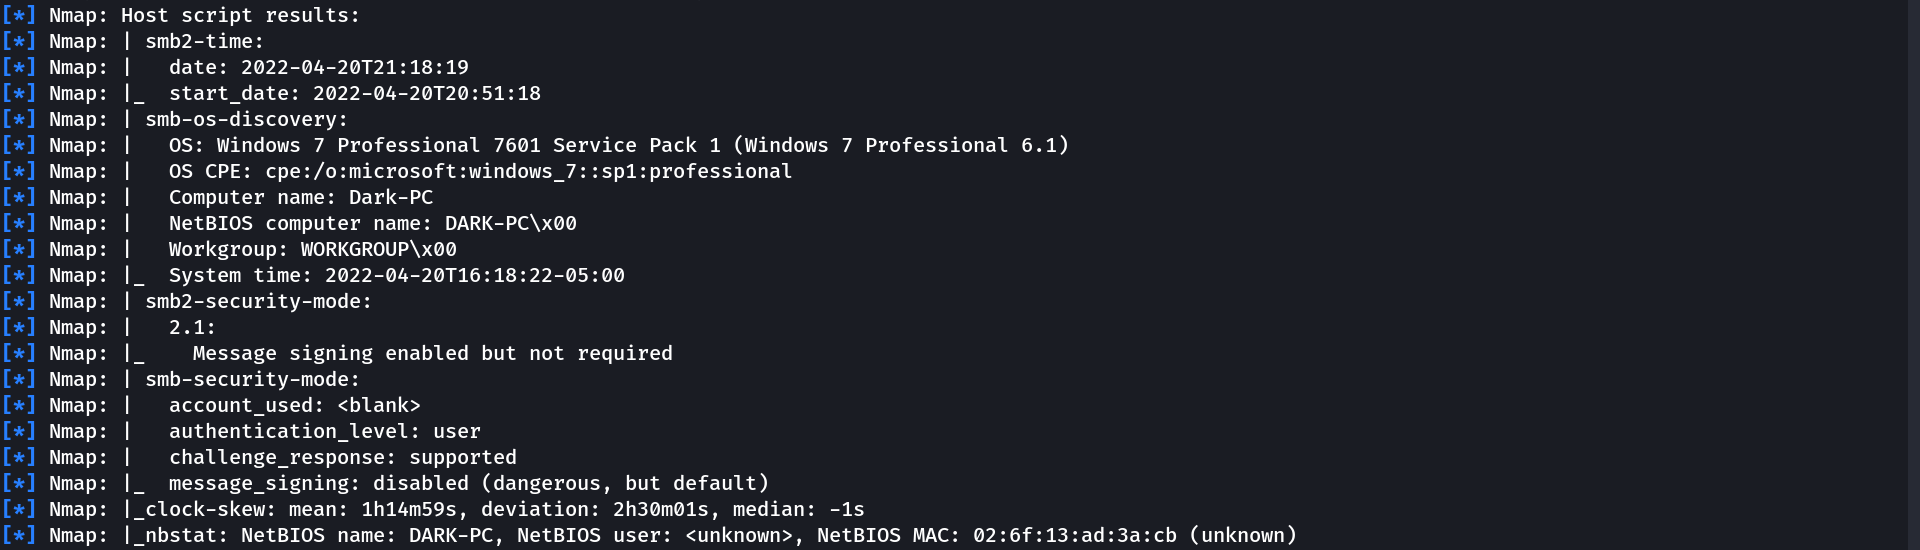 [*] Nmap: Host script results:
[*] Nmap: | smb2-time:
[*] Nmap: |   date: 2022-04-20T21:18:19
[*] Nmap: |_  start_date: 2022-04-20T20:51:18
[*] Nmap: | smb-os-discovery:
[*] Nmap: |   OS: Windows 7 Professional 7601 Service Pack 1 (Windows 7 Professional 6.1)
[*] Nmap: |   OS CPE: cpe:/o:microsoft:windows_7::sp1:professional
[*] Nmap: |   Computer name: Dark-PC
[*] Nmap: |   NetBIOS computer name: DARK-PC\x00
[*] Nmap: |   Workgroup: WORKGROUP\x00
[*] Nmap: |_  System time: 2022-04-20T16:18:22-05:00
[*] Nmap: | smb2-security-mode:
[*] Nmap: |   2.1:
[*] Nmap: |_    Message signing enabled but not required
[*] Nmap: | smb-security-mode:
[*] Nmap: |   account_used: <blank>
[*] Nmap: |   authentication_level: user
[*] Nmap: |   challenge_response: supported
[*] Nmap: |_  message_signing: disabled (dangerous, but default)
[*] Nmap: |_clock-skew: mean: 1h14m59s, deviation: 2h30m01s, median: -1s
[*] Nmap: |_nbstat: NetBIOS name: DARK-PC, NetBIOS user: <unknown>, NetBIOS MAC: 02:6f:13:ad:3a:cb (unknown)